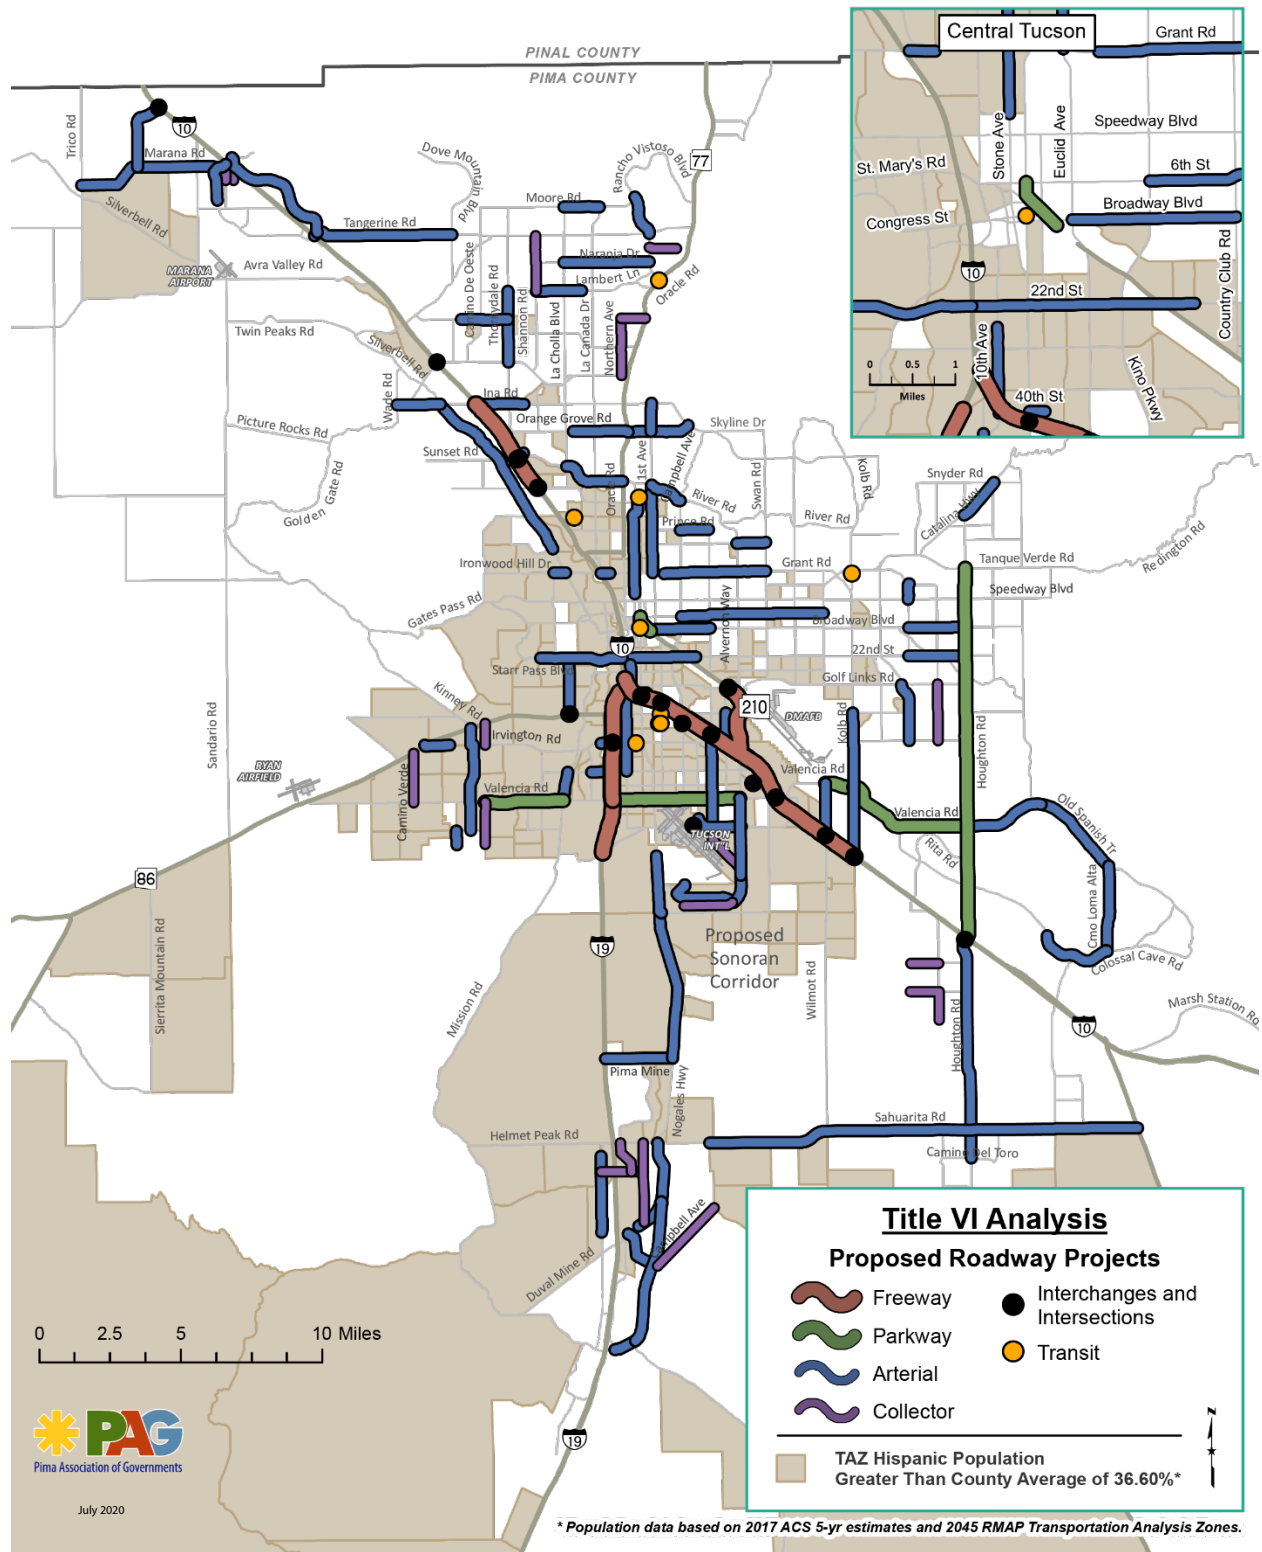 PINAL COUNTY
PIMA COUNTY
Central Tucson
Grant Rd
Speedway Blvd
Stone Ave
Euclid Ave
St. Mary's Rd
6th St
Congress St
Broadway Blvd
Country Club Rd
10
22nd St
10th Ave
0 0.5 1
Miles
40th St
Kino Pkwy
Trico Rd
10
Marana Rd
Silverbell Rd
Dove Mountain Blvd
Rancho Vistoso Blvd
77
Moore Rd
Tangerine Rd
MARANA
AIRPORT
Avra Valley Rd
Camino De Oeste
Thornydale Rd
Shannon Rd
Naranja Dr
Lambert Ln
Oracle Rd
La Cholla Blvd
La Canada Dr
Northern Ave
Twin Peaks Rd
Silverbell Rd
Wade Rd
Ina Rd
Orange Grove Rd
Skyline Dr
Picture Rocks Rd
Sunset Rd
Golden Gate Rd
Oracle Rd
1st Ave
Campbell Ave
River Rd
Swan Rd
Kolb Rd
River Rd
Snyder Rd
Catalina Hwy
Prince Rd
Tanque Verde Rd
Redington Rd
Ironwood Hill Dr
Grant Rd
Speedway Blvd
Gates Pass Rd
Alvernon Way
Broadway Blvd
10
22nd St
Starr Pass Blvd
Golf Links Rd
Kinney Rd
210
DMAFB
Kolb Rd
Sandario Rd
Irvington Rd
Houghton Rd
RYAN
AIRFIELD
Valencia Rd
Camino Verde
Valencia Rd
Valencia Rd
Old Spanish Tr
TUCSON
INT'L
Rita Rd
86
Cmo Loma Alta
Sierrita Mountain Rd
19
Proposed
Sonoran
Corridor
Colossal Cave Rd
Mission Rd
Wilmot Rd
Houghton Rd
Marsh Station Rd
10
Pima Mine
Nogales Hwy
Sahuarita Rd
Helmet Peak Rd
Camino Del Toro
Campbell Ave
Duval Mine Rd
19
0 2.5 5 10 Miles
PAG
Pima Association of Governments
July 2020
Title VI Analysis
Proposed Roadway Projects
Freeway
Parkway
Arterial
Collector
Interchanges and
Intersections
Transit
TAZ Hispanic Population
Greater Than County Average of 36.60%*
N
* Population data based on 2017 ACS 5-yr estimates and 2045 RMAP Transportation Analysis Zones.